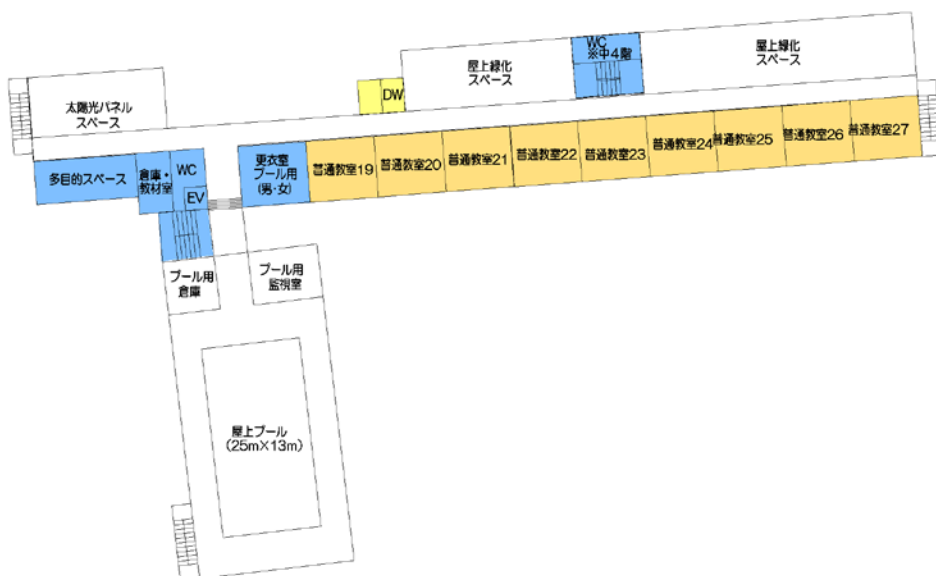 WC
※中4階
屋上緑化
スペース
屋上緑化
スペース
DW
太陽光パネル
スペース
更衣室
プール用
(男・女)
普通教室19
普通教室20
普通教室21
普通教室22
普通教室23
普通教室24
普通教室25
普通教室26
普通教室27
多目的スペース
倉庫・
教材室
WC
EV
プール用
倉庫
プール用
監視室
屋上プール
(25m×13m)